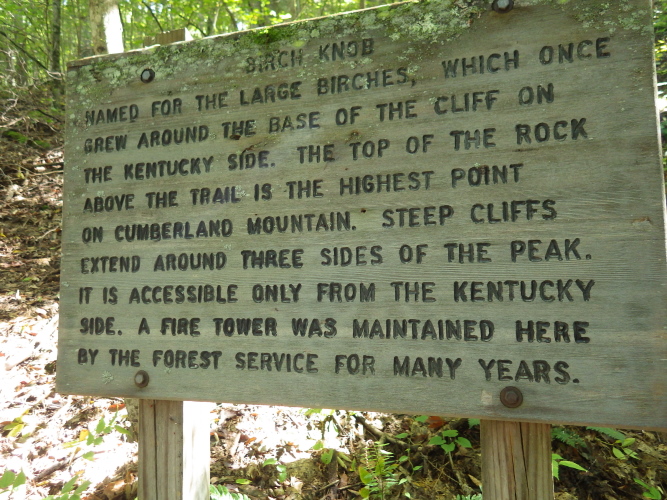 BIRCH KNOB
NAMED FOR THE LARGE BIRCHES, WHICH ONCE
GREW AROUND THE BASE OF THE CLIFF ON
THE KENTUCKY SIDE. THE TOP OF THE ROCK
ABOVE THE TRAIL IS THE HIGHEST POINT
ON CUMBERLAND MOUNTAIN. STEEP CLIFFS
EXTEND AROUND THREE SIDES OF THE PEAK.
IT IS ACCESSIBLE ONLY FROM THE KENTUCKY
SIDE. A FIRE TOWER WAS MAINTAINED HERE
BY THE FOREST SERVICE FOR MANY YEARS.